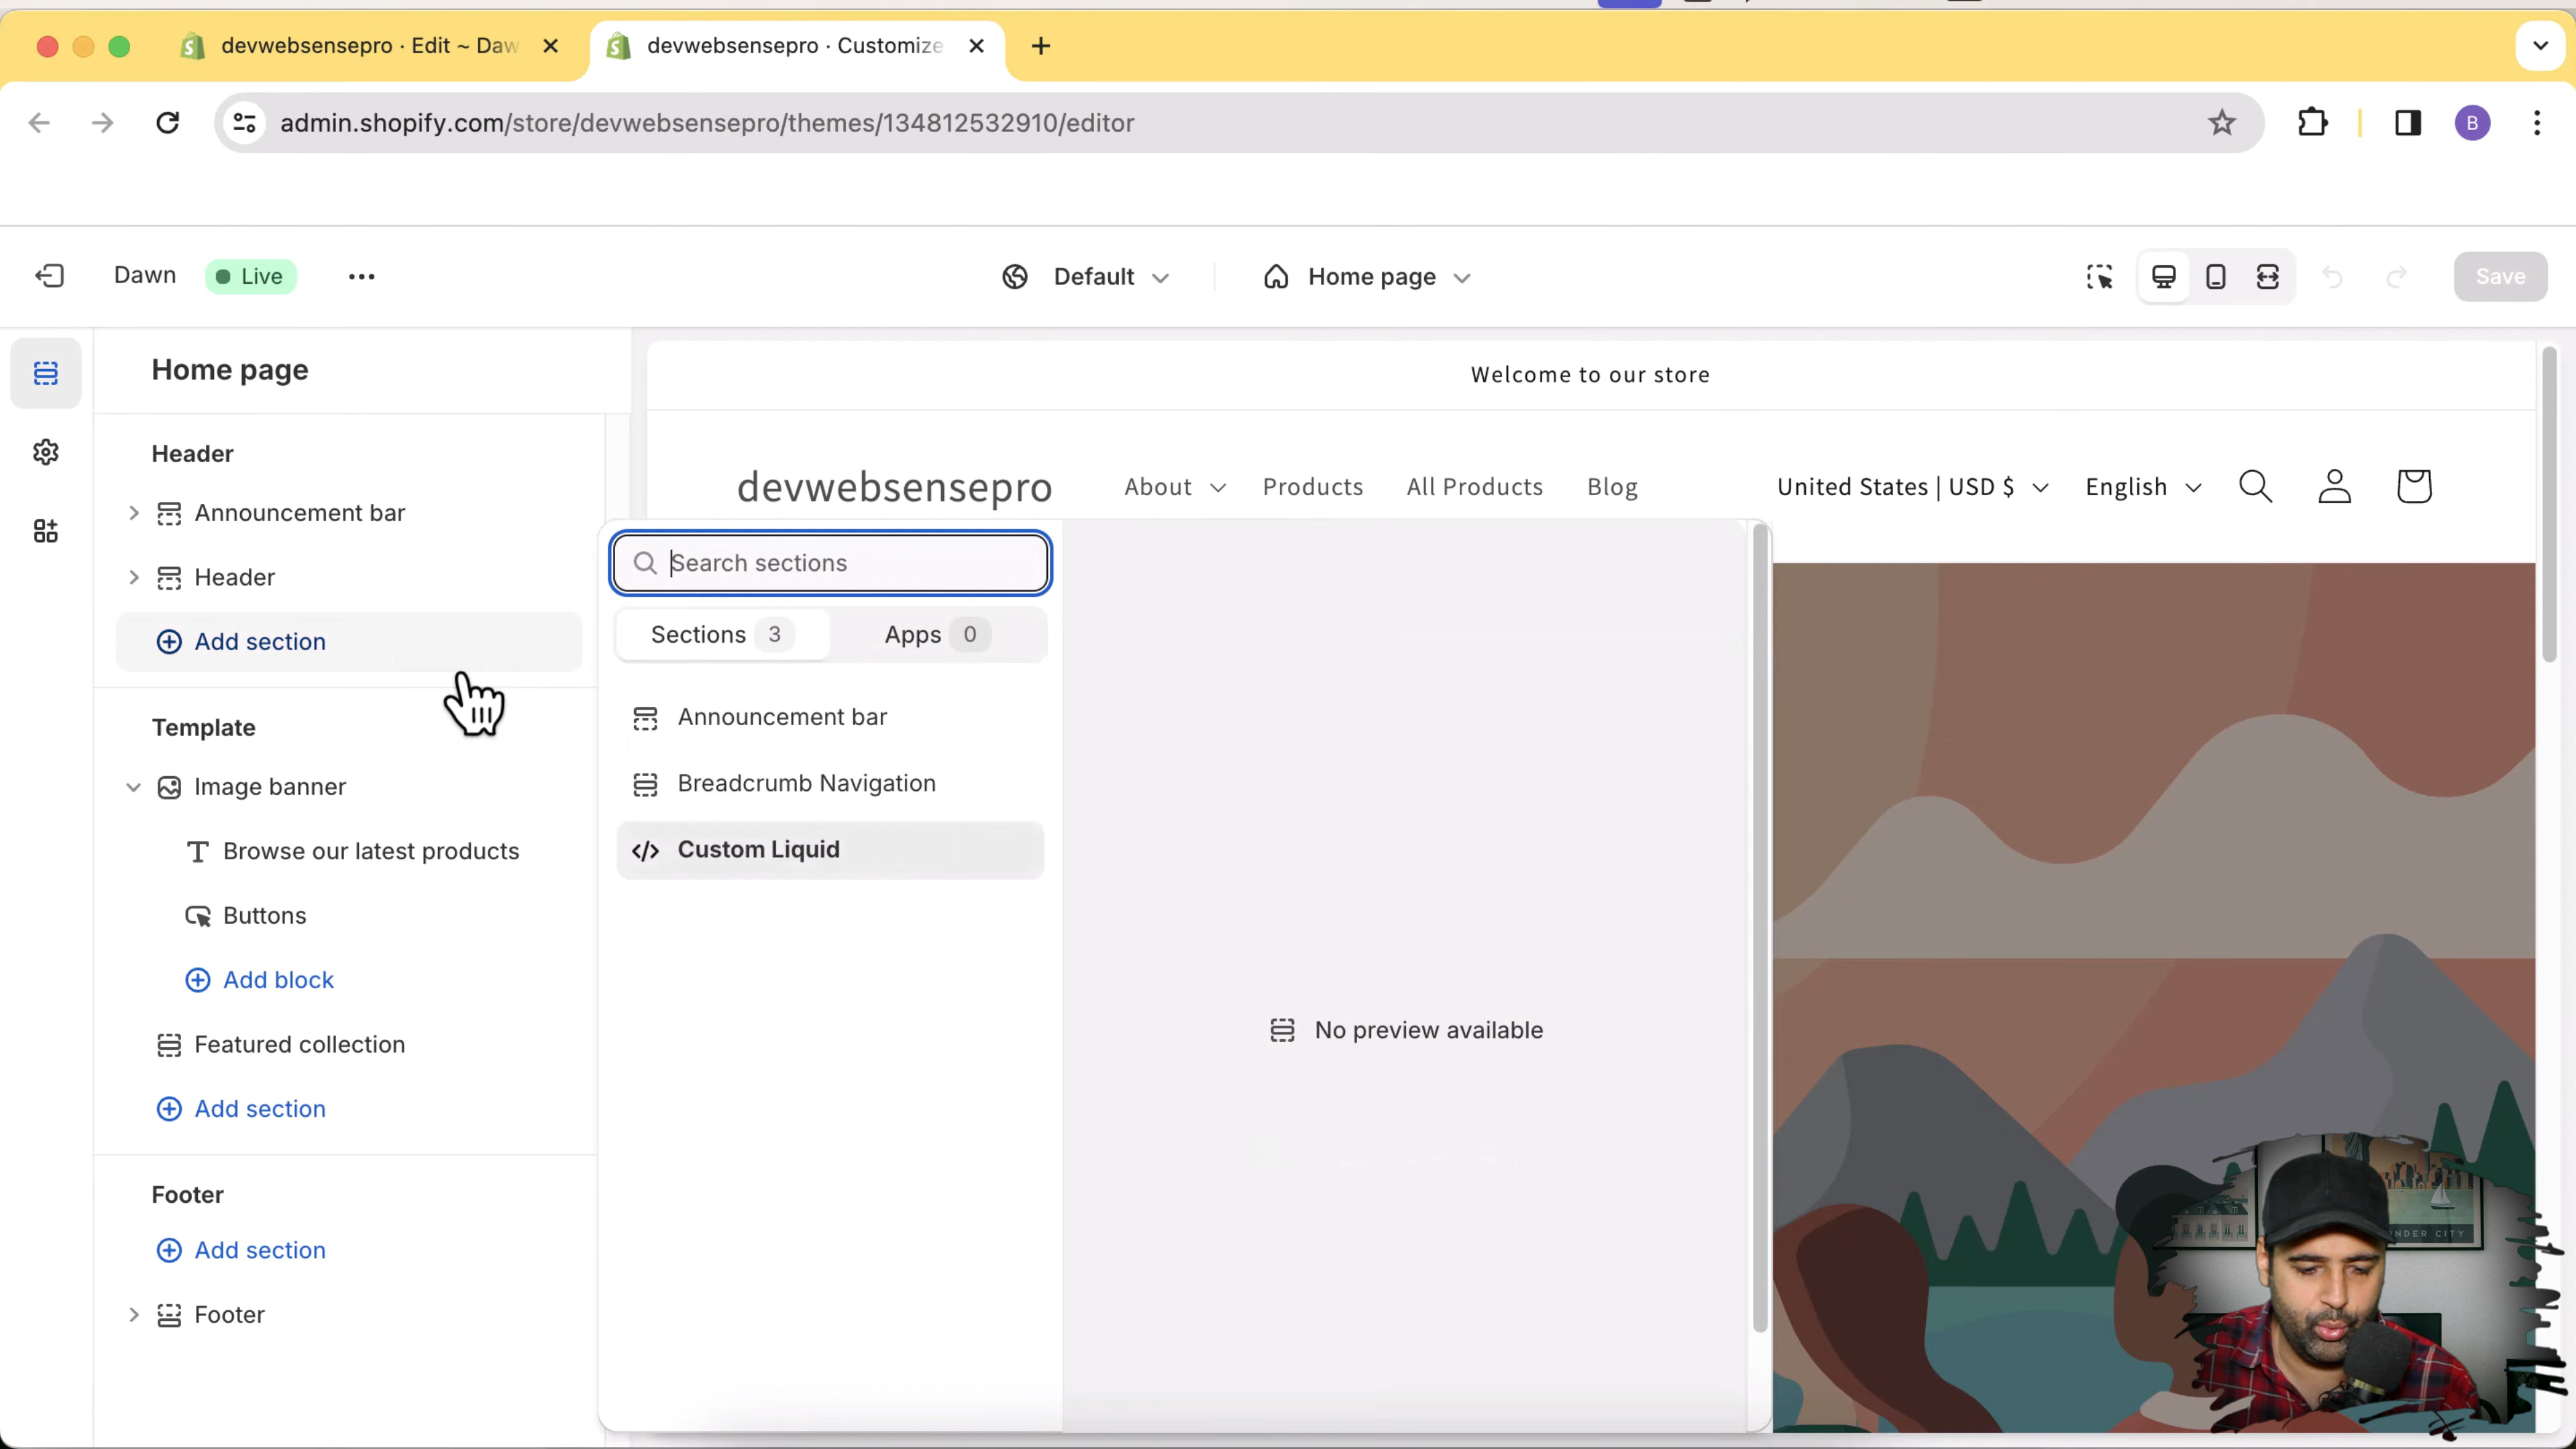 devwebsensepro · Edit ~ Daw
devwebsensepro · Customize
admin.shopify.com/store/devwebsensepro/themes/134812532910/editor
B
Dawn
Live
Default
Home page
Save
Home page
Header
Announcement bar
Header
Add section
Template
Image banner
Browse our latest products
Buttons
Add block
Featured collection
Add section
Footer
Add section
Footer
Search sections
Sections 3
Apps 0
Announcement bar
Breadcrumb Navigation
Custom Liquid
No preview available
Welcome to our store
devwebsensepro
About
Products
All Products
Blog
United States | USD $
English
NDER CITY